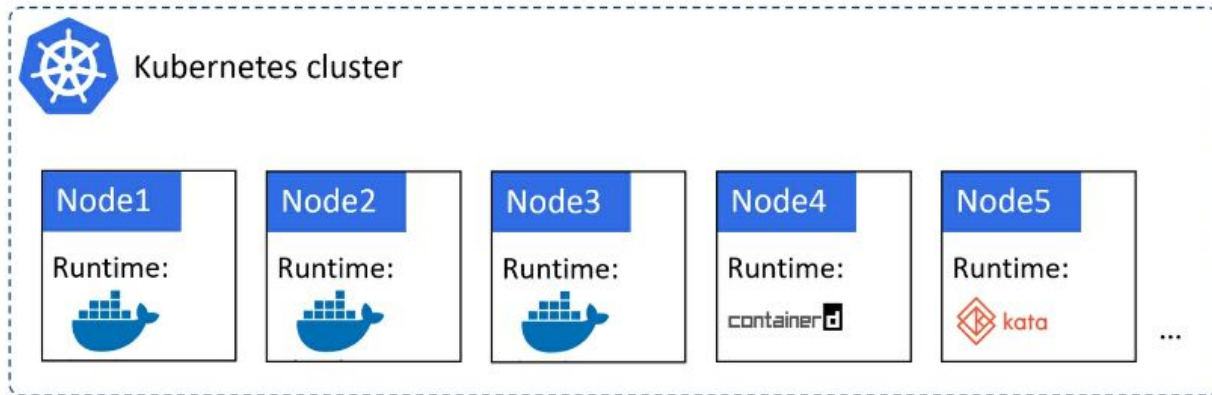 Kubernetes cluster
Node1
Runtime:
Node2
Runtime:
Node3
Runtime:
Node4
Runtime:
containerd
Node5
Runtime:
kata
...